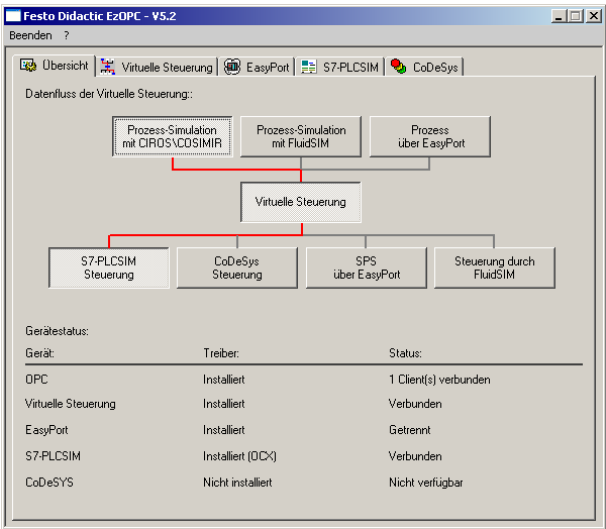 Festo Didactic EzOPC - V5.2
Beenden ?
Übersicht Virtuelle Steuerung EasyPort S7-PLCSIM CoDeSys
Datenfluss der Virtuelle Steuerung::
Prozess-Simulation mit CIROS\COSIMIR
Prozess-Simulation mit FluidSIM
Prozess über EasyPort
Virtuelle Steuerung
S7-PLCSIM Steuerung
CoDeSys Steuerung
SPS über EasyPort
Steuerung durch FluidSIM
Gerätestatus:
Gerät: Treiber: Status:
OPC Installiert 1 Client(s) verbunden
Virtuelle Steuerung Installiert Verbunden
EasyPort Installiert Getrennt
S7-PLCSIM Installiert (OCX) Verbunden
CoDeSYS Nicht installiert Nicht verfügbar